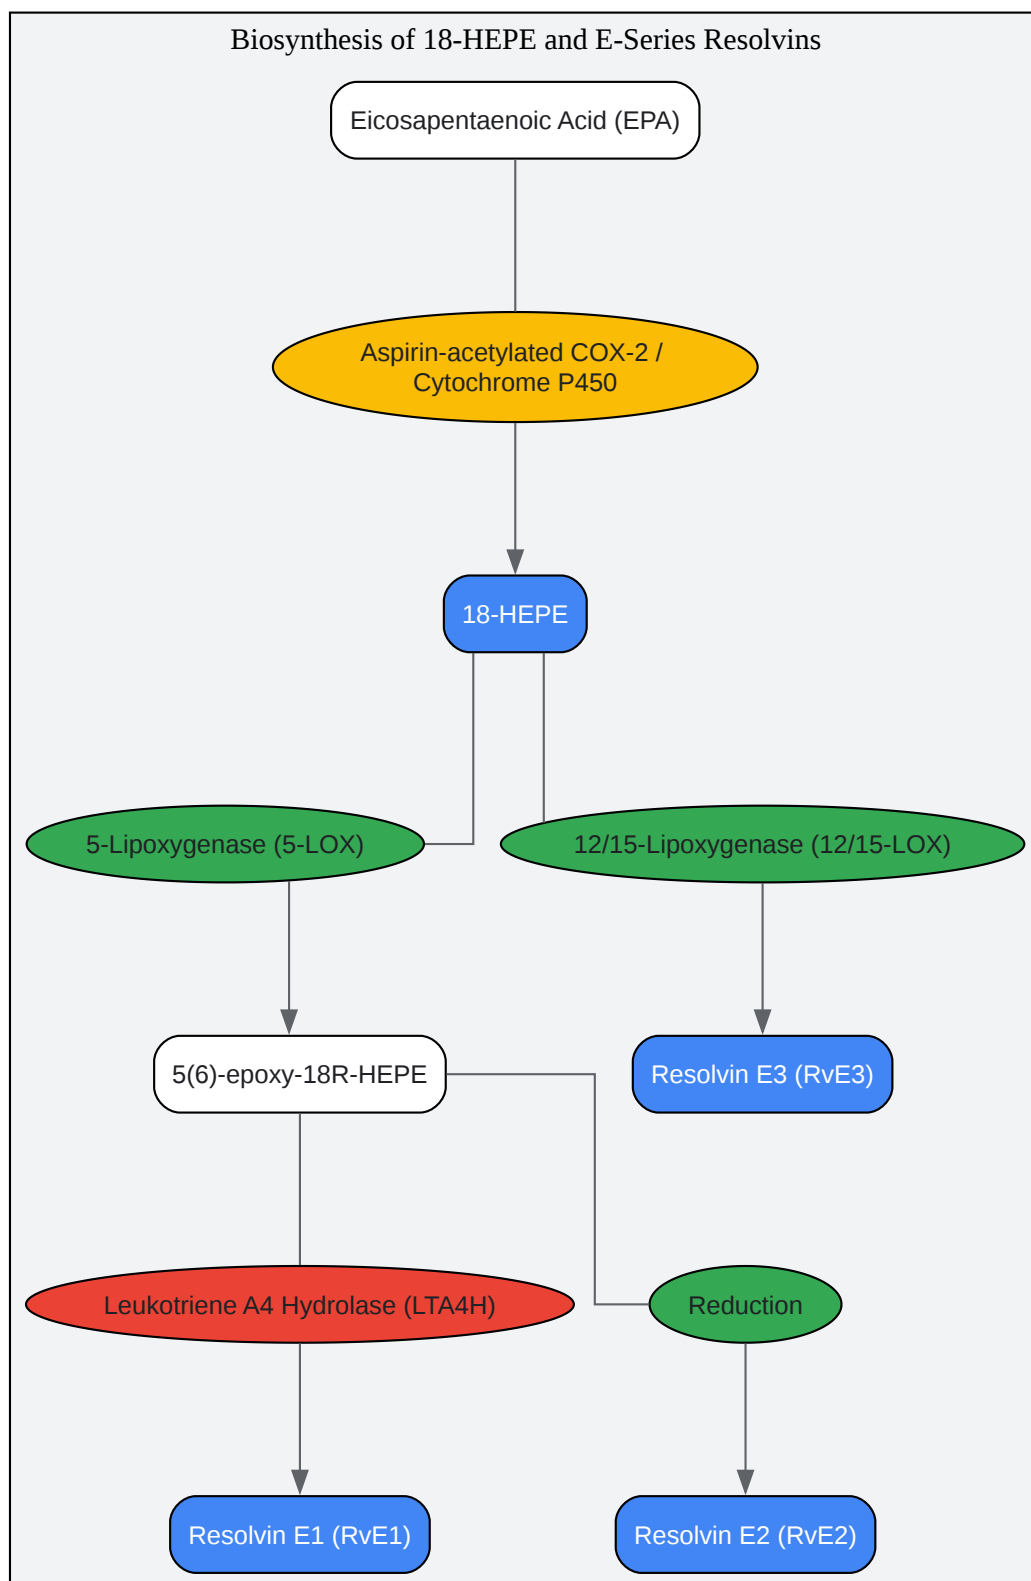 Biosynthesis of 18-HEPE and E-Series Resolvins
Eicosapentaenoic Acid (EPA)
Aspirin-acetylated COX-2 /
Cytochrome P450
18-HEPE
5-Lipoxygenase (5-LOX)
12/15-Lipoxygenase (12/15-LOX)
5(6)-epoxy-18R-HEPE
Resolvin E3 (RvE3)
Leukotriene A4 Hydrolase (LTA4H)
Reduction
Resolvin E1 (RvE1)
Resolvin E2 (RvE2)